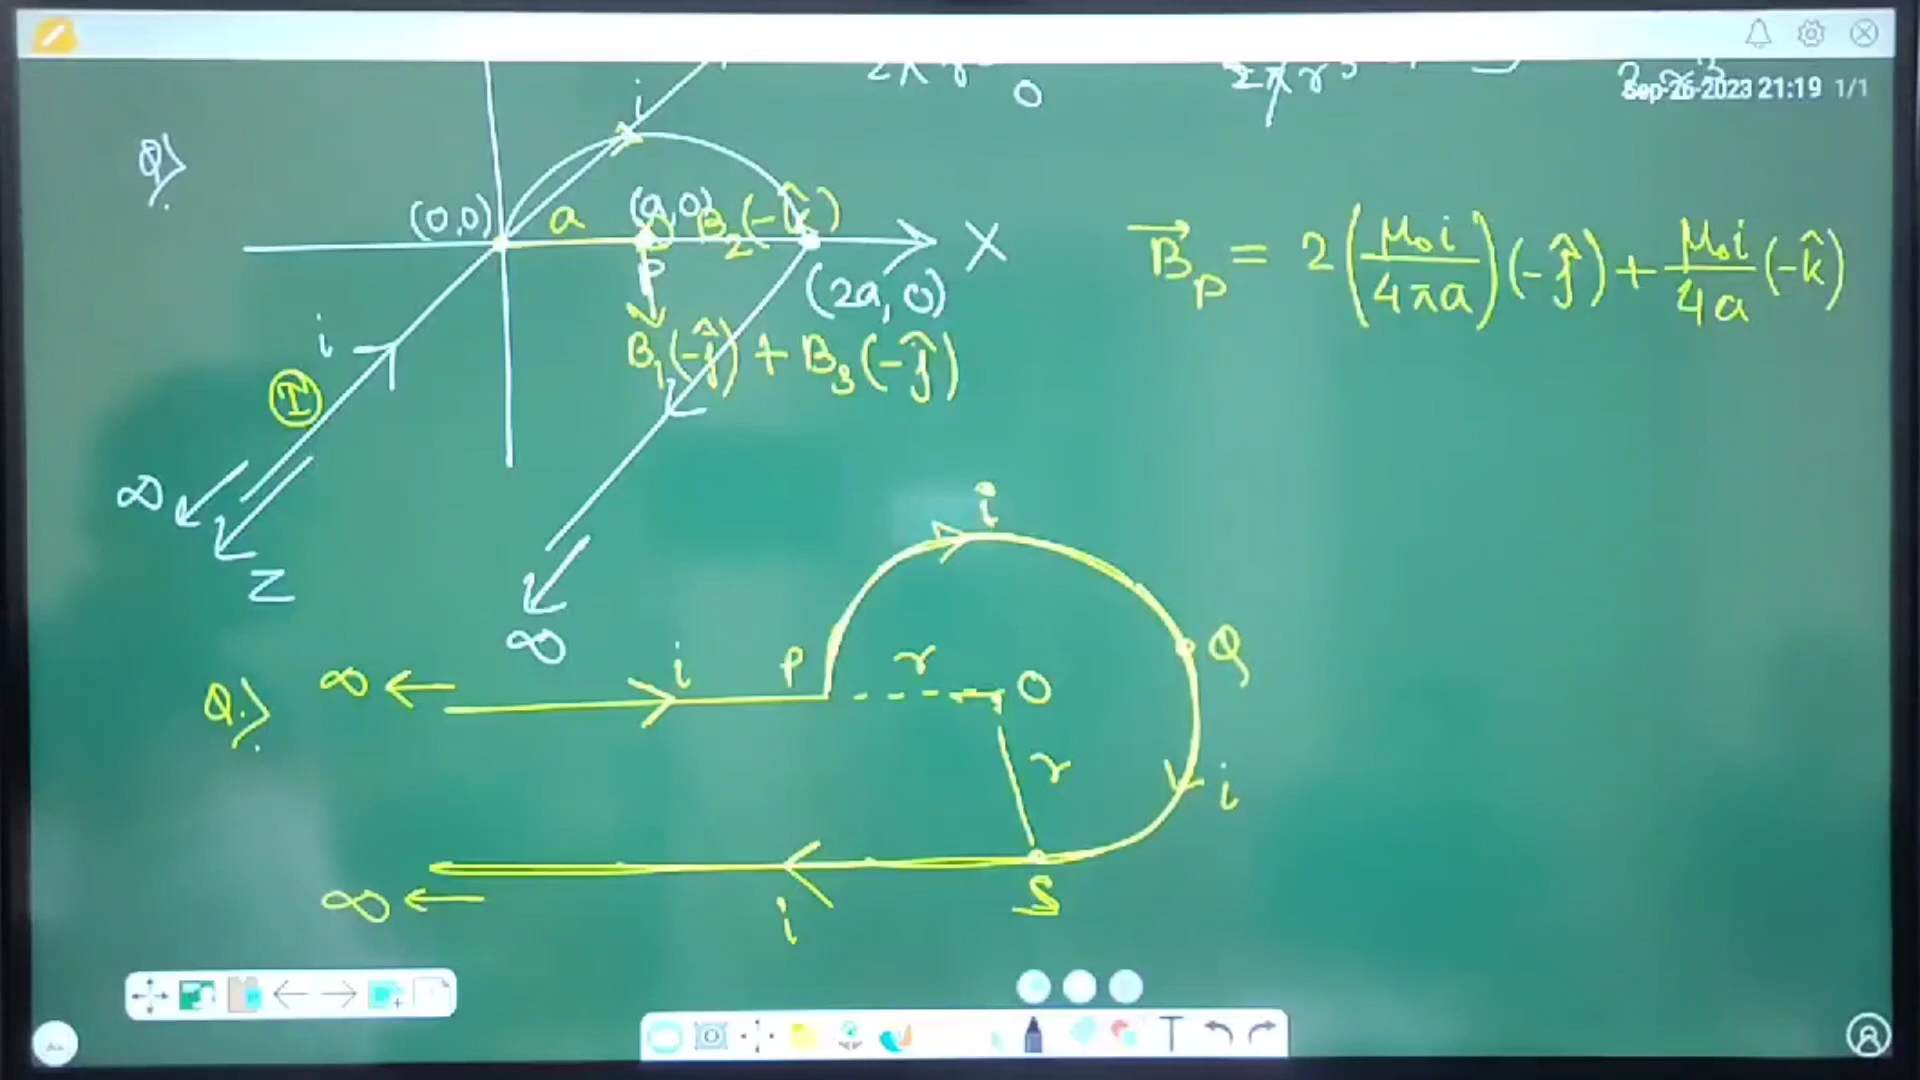 Sep-26-2023 21:19 1/1
0
Q)
i
(0,0)
a
(a,0)
B₂(-k̂)
X
P
(2a, 0)
B₁(-ĵ) + B₃(-ĵ)
i
I
∞
Z
∞
B⃗p = 2(μ₀i/4πa)(-ĵ) + μ₀i/4a(-k̂)
i
Q.)
∞
i
P
r
O
Q
r
i
∞
i
S
T